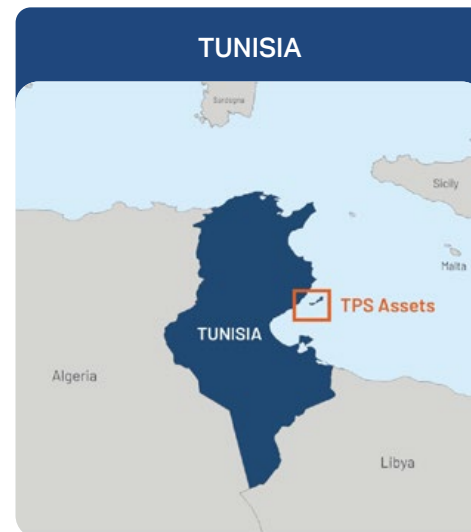 TUNISIA
Sardegna
Sicily
Malta
TPS Assets
TUNISIA
Algeria
Libya